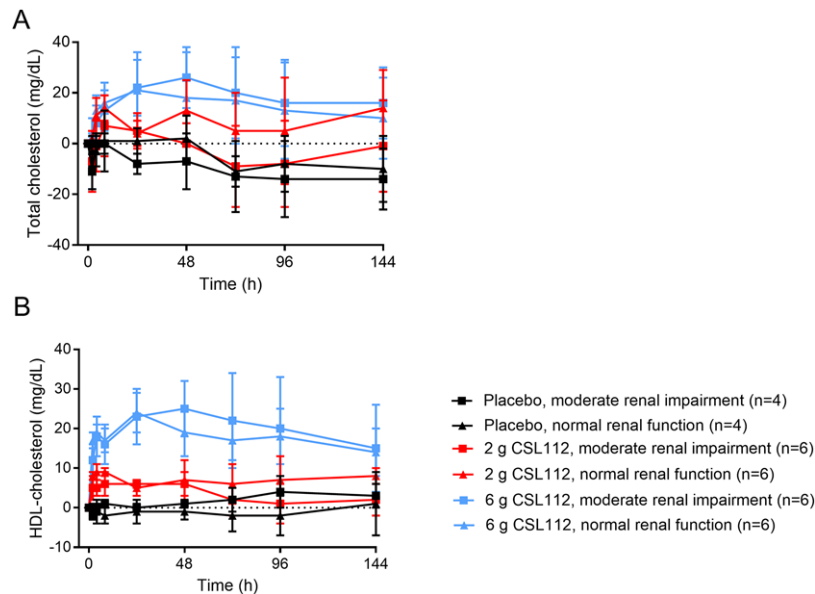 A
Total cholesterol (mg/dL)
40
20
0
-20
-40
0 48 96 144
Time (h)
B
HDL-cholesterol (mg/dL)
40
30
20
10
0
-10
0 48 96 144
Time (h)
Placebo, moderate renal impairment (n=4)
Placebo, normal renal function (n=4)
2 g CSL112, moderate renal impairment (n=6)
2 g CSL112, normal renal function (n=6)
6 g CSL112, moderate renal impairment (n=6)
6 g CSL112, normal renal function (n=6)